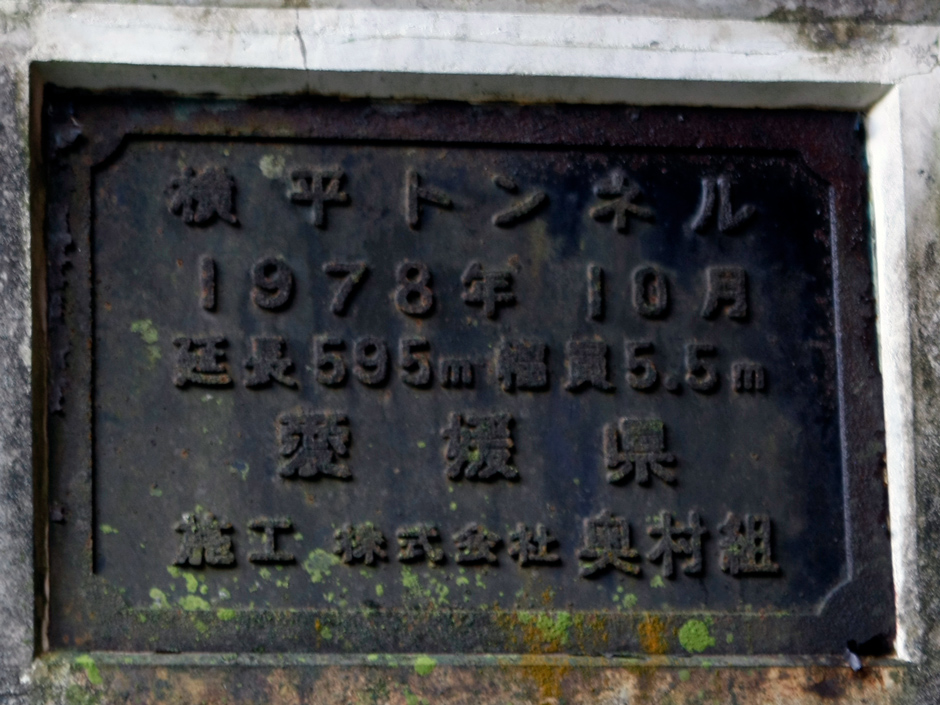 横平トンネル
1978年10月
延長595m幅員5.5m
愛媛県
施工 株式会社奥村組